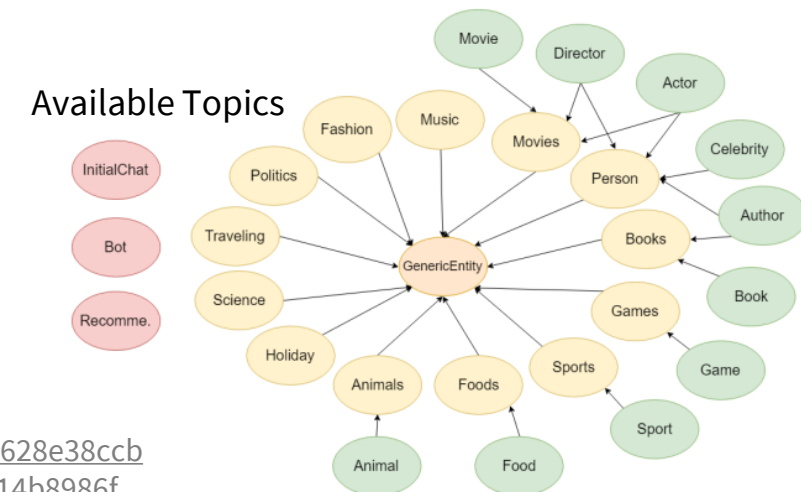 Available Topics
InitialChat
Bot
Recomme.
Movie
Director
Actor
Celebrity
Author
Book
Game
Sport
Food
Animal
Music
Fashion
Politics
Traveling
Science
Holiday
Animals
Foods
Sports
Games
Books
Person
Movies
GenericEntity
628e38ccb